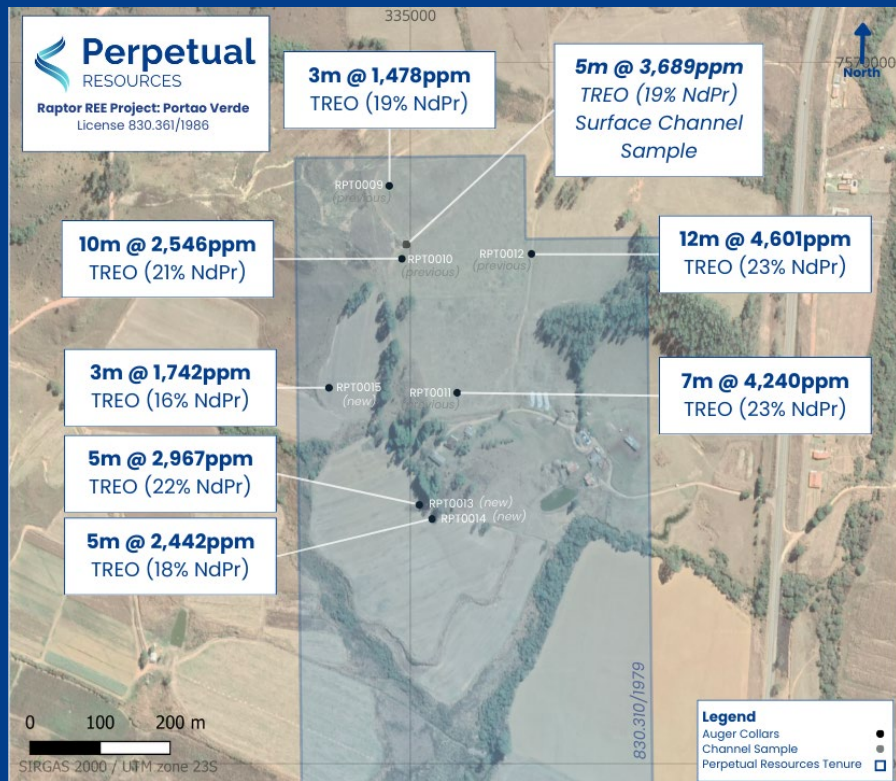 Perpetual
RESOURCES
Raptor REE Project: Portao Verde
License 830.361/1986
335000
7570000
North
3m @ 1,478ppm
TREO (19% NdPr)
5m @ 3,689ppm
TREO (19% NdPr)
Surface Channel
Sample
RPT0009
(previous)
10m @ 2,546ppm
TREO (21% NdPr)
RPT0010
(previous)
RPT0012
(previous)
12m @ 4,601ppm
TREO (23% NdPr)
3m @ 1,742ppm
TREO (16% NdPr)
RPT0015
(new)
RPT0011
(previous)
7m @ 4,240ppm
TREO (23% NdPr)
5m @ 2,967ppm
TREO (22% NdPr)
RPT0013 (new)
RPT0014 (new)
5m @ 2,442ppm
TREO (18% NdPr)
830.310/1979
0 100 200 m
SIRGAS 2000 / UTM zone 23S
Legend
Auger Collars
Channel Sample
Perpetual Resources Tenure